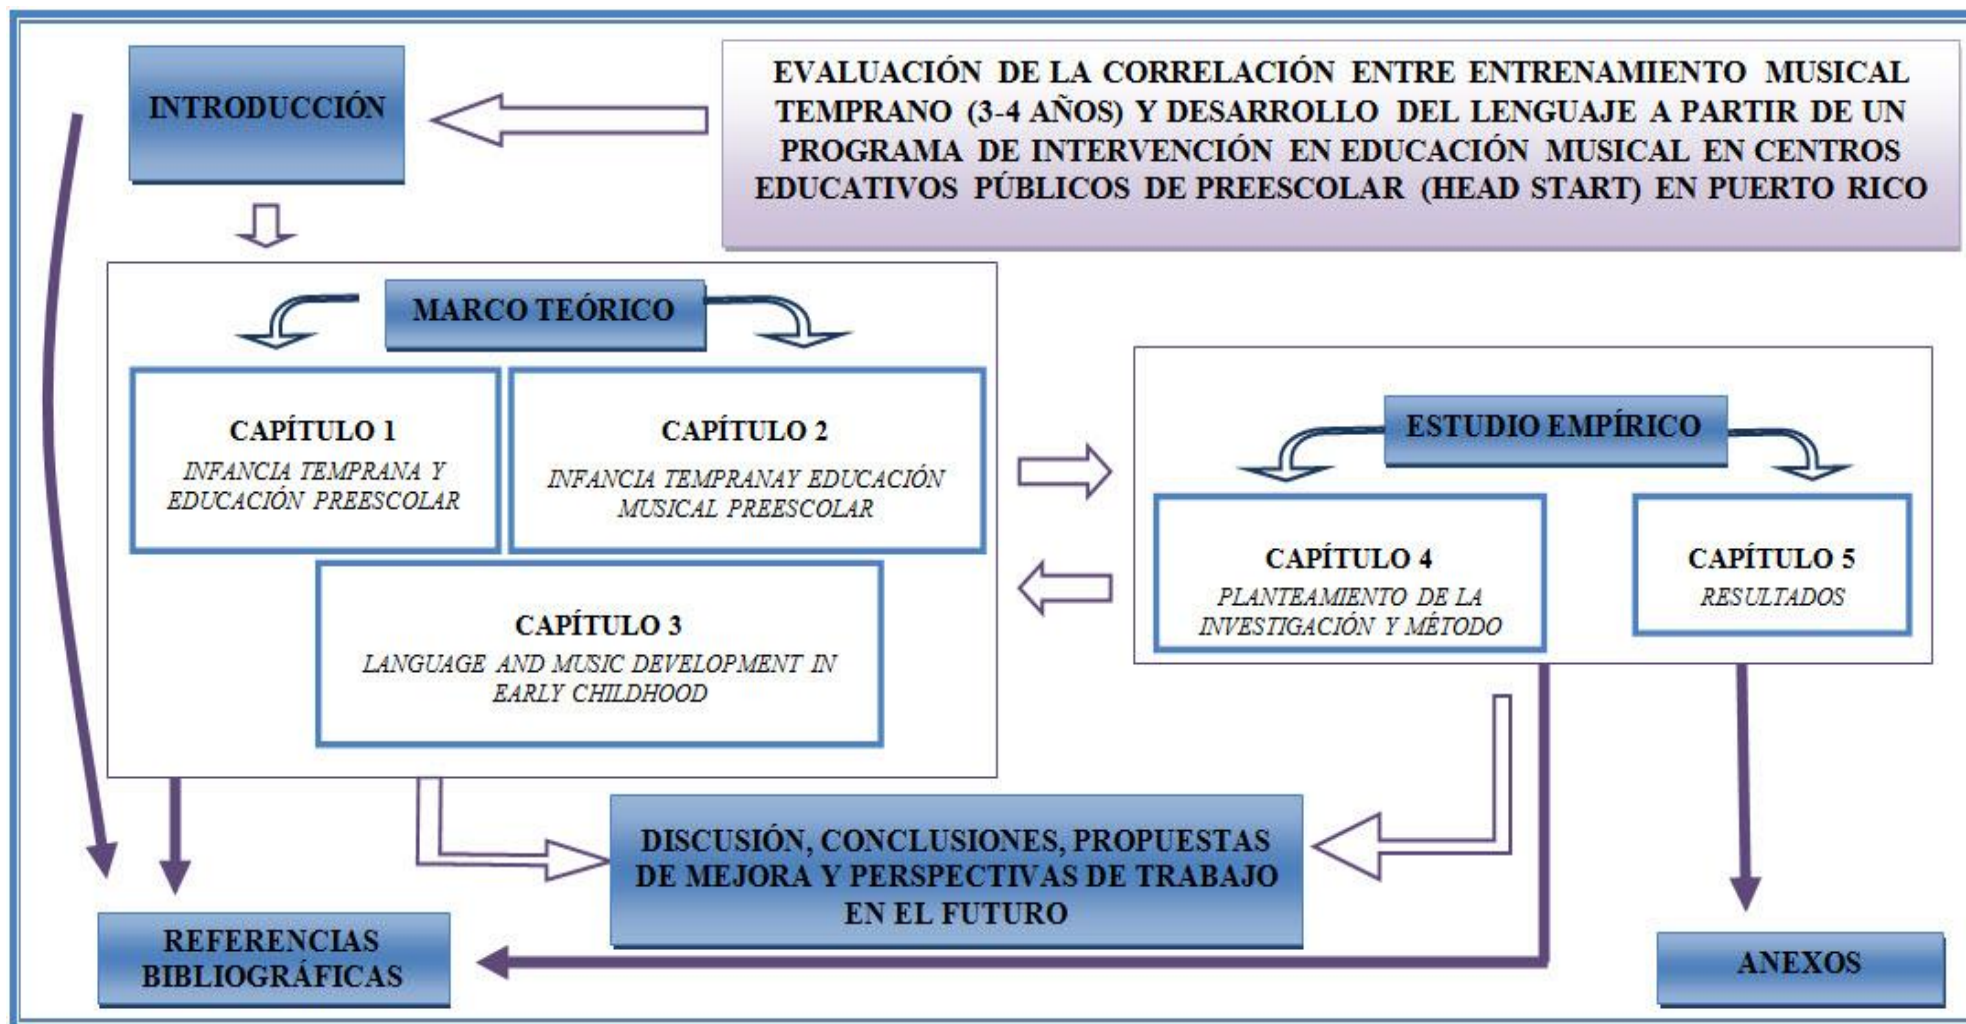 INTRODUCCIÓN
EVALUACIÓN DE LA CORRELACIÓN ENTRE ENTRENAMIENTO MUSICAL
TEMPRANO (3-4 AÑOS) Y DESARROLLO DEL LENGUAJE A PARTIR DE UN
PROGRAMA DE INTERVENCIÓN EN EDUCACIÓN MUSICAL EN CENTROS
EDUCATIVOS PÚBLICOS DE PREESCOLAR (HEAD START) EN PUERTO RICO
MARCO TEÓRICO
CAPÍTULO 1
INFANCIA TEMPRANA Y
EDUCACIÓN PREESCOLAR
CAPÍTULO 2
INFANCIA TEMPRANAY EDUCACIÓN
MUSICAL PREESCOLAR
CAPÍTULO 3
LANGUAGE AND MUSIC DEVELOPMENT IN
EARLY CHILDHOOD
ESTUDIO EMPÍRICO
CAPÍTULO 4
PLANTEAMIENTO DE LA
INVESTIGACIÓN Y MÉTODO
CAPÍTULO 5
RESULTADOS
DISCUSIÓN, CONCLUSIONES, PROPUESTAS
DE MEJORA Y PERSPECTIVAS DE TRABAJO
EN EL FUTURO
REFERENCIAS
BIBLIOGRÁFICAS
ANEXOS